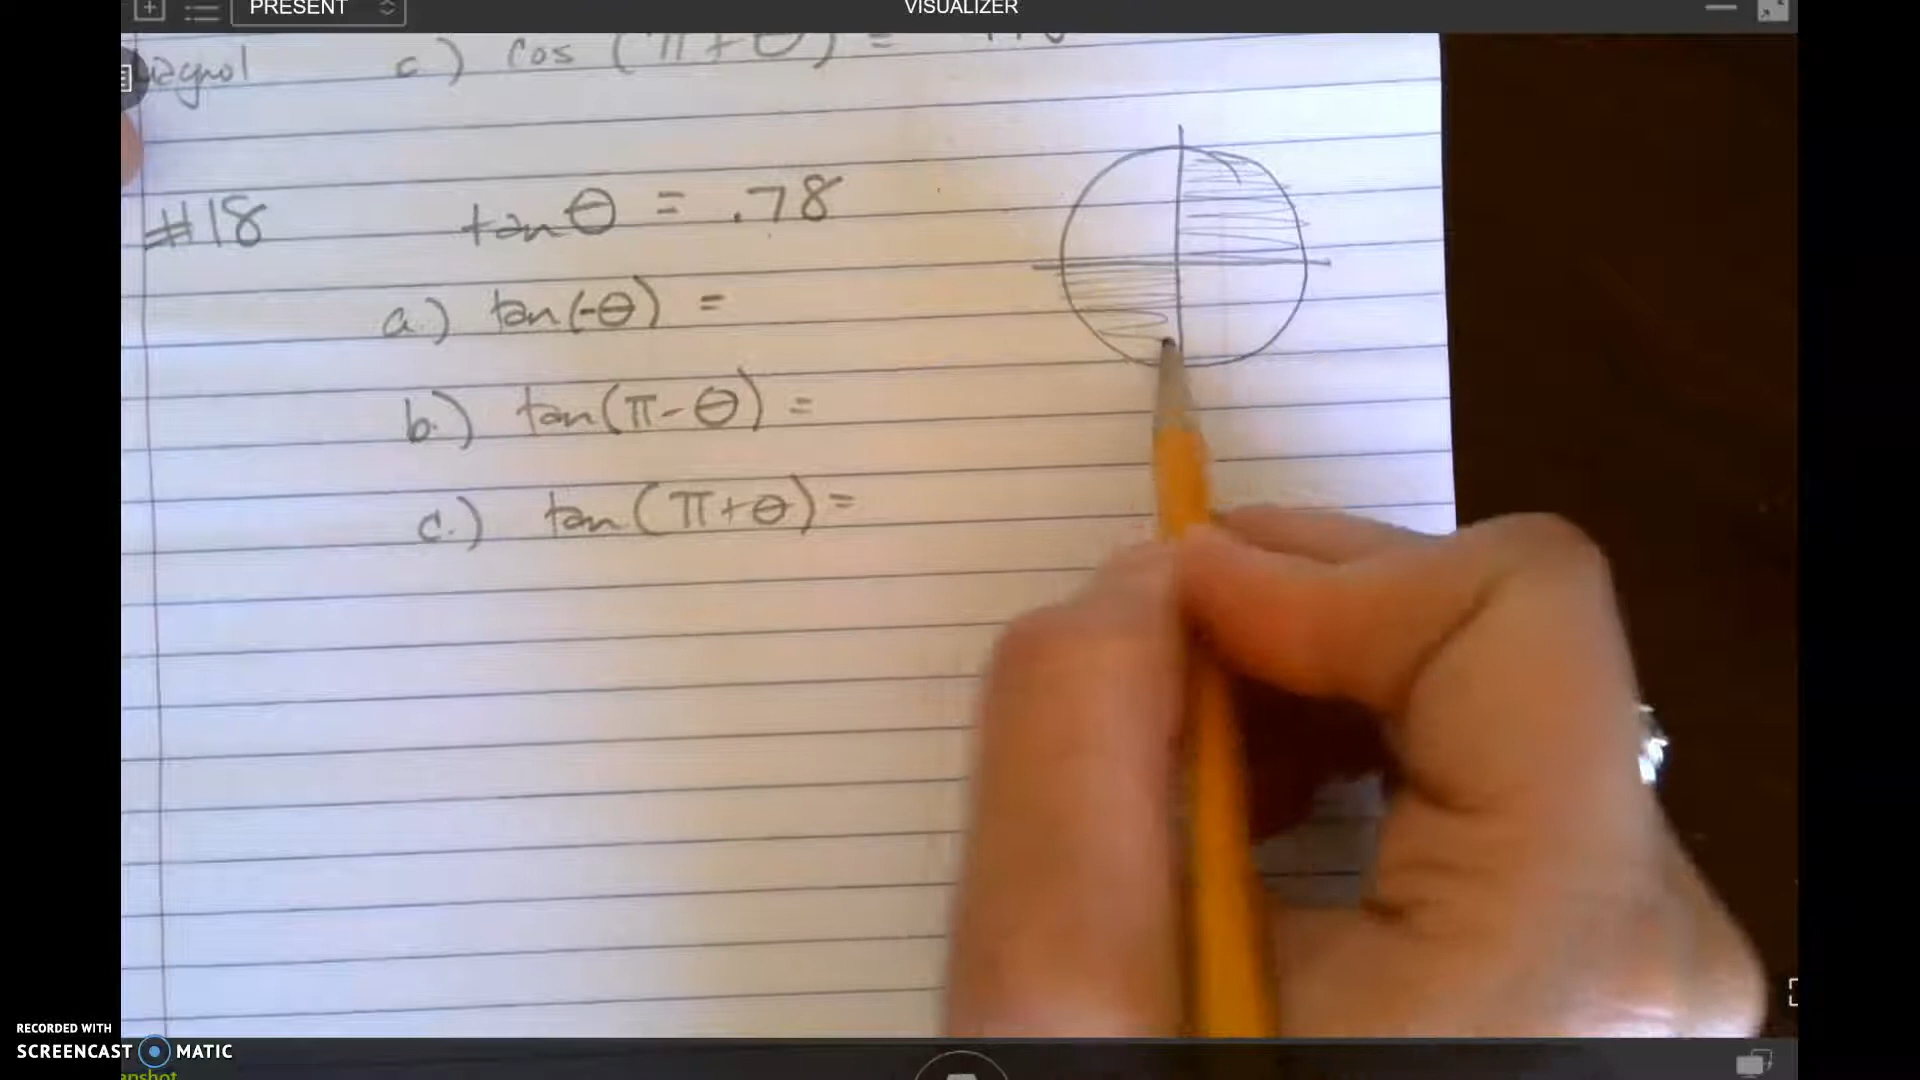 PRESENT
VISUALIZER
c.) cos (π + θ) =
#18 tan θ = .78
a.) tan(-θ) =
b.) tan(π - θ) =
c.) tan(π + θ) =
RECORDED WITH
SCREENCAST MATIC